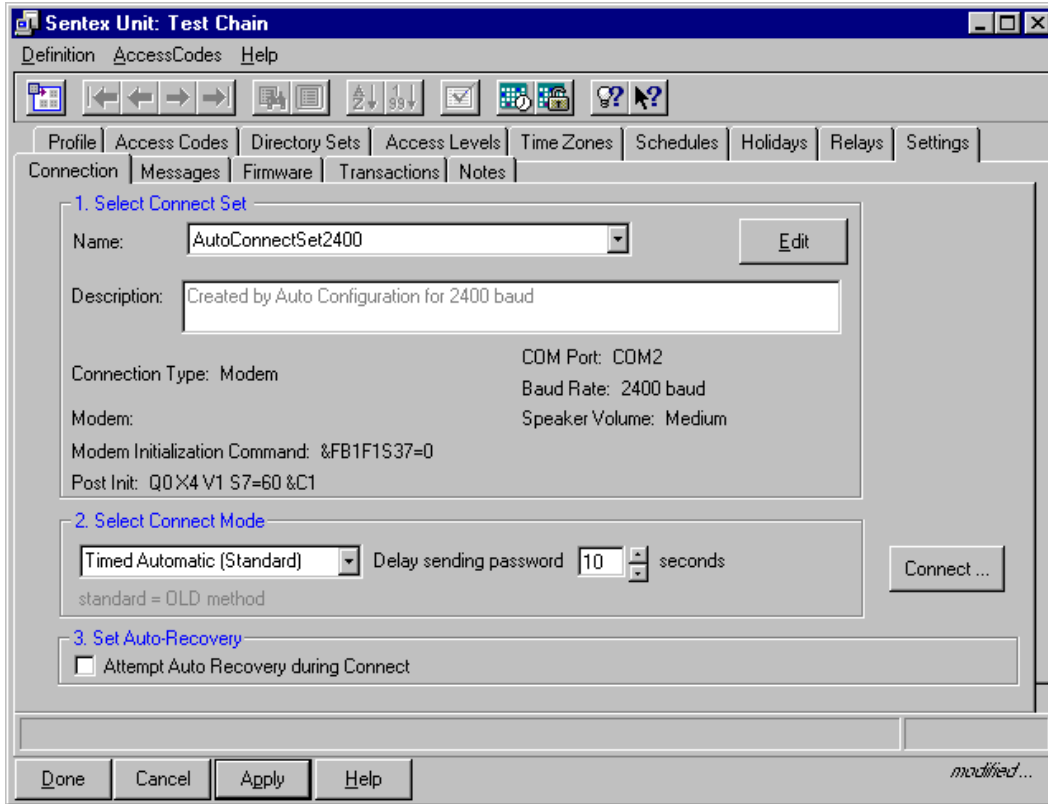 Sentex Unit: Test Chain
Definition AccessCodes Help
Profile Access Codes Directory Sets Access Levels Time Zones Schedules Holidays Relays Settings
Connection Messages Firmware Transactions Notes
1. Select Connect Set
Name: AutoConnectSet2400 Edit
Description: Created by Auto Configuration for 2400 baud
COM Port: COM2
Connection Type: Modem
Baud Rate: 2400 baud
Modem: Speaker Volume: Medium
Modem Initialization Command: &FB1F1S37=0
Post Init: Q0 X4 V1 S7=60 &C1
2. Select Connect Mode
Timed Automatic (Standard) Delay sending password 10 seconds
Connect ...
standard = OLD method
3. Set Auto-Recovery
Attempt Auto Recovery during Connect
Done Cancel Apply Help modified...